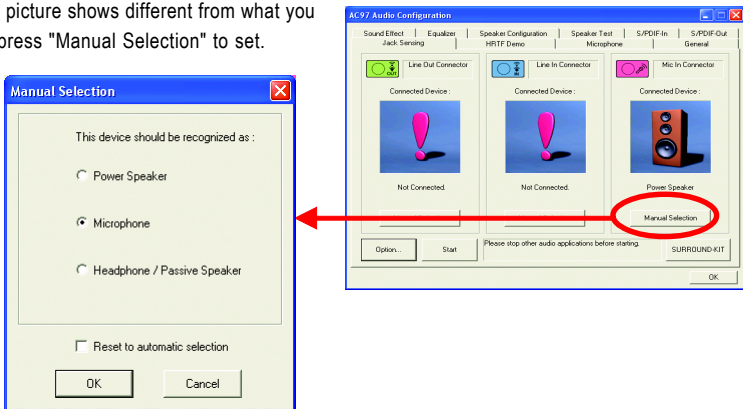 picture shows different from what you
press "Manual Selection" to set.
Manual Selection
This device should be recognized as :
Power Speaker
Microphone
Headphone / Passive Speaker
Reset to automatic selection
OK
Cancel
AC97 Audio Configuration
Sound Effect
Equalizer
Speaker Configuration
Speaker Test
S/PDIF-In
S/PDIF-Out
Jack Sensing
HRTF Demo
Microphone
General
OUT
Line Out Connector
IN
Line In Connector
Mic In Connector
Connected Device :
Connected Device :
Connected Device :
Not Connected.
Not Connected.
Power Speaker
Manual Selection
Option...
Start
Please stop other audio applications before starting.
SURROUND-KIT
OK